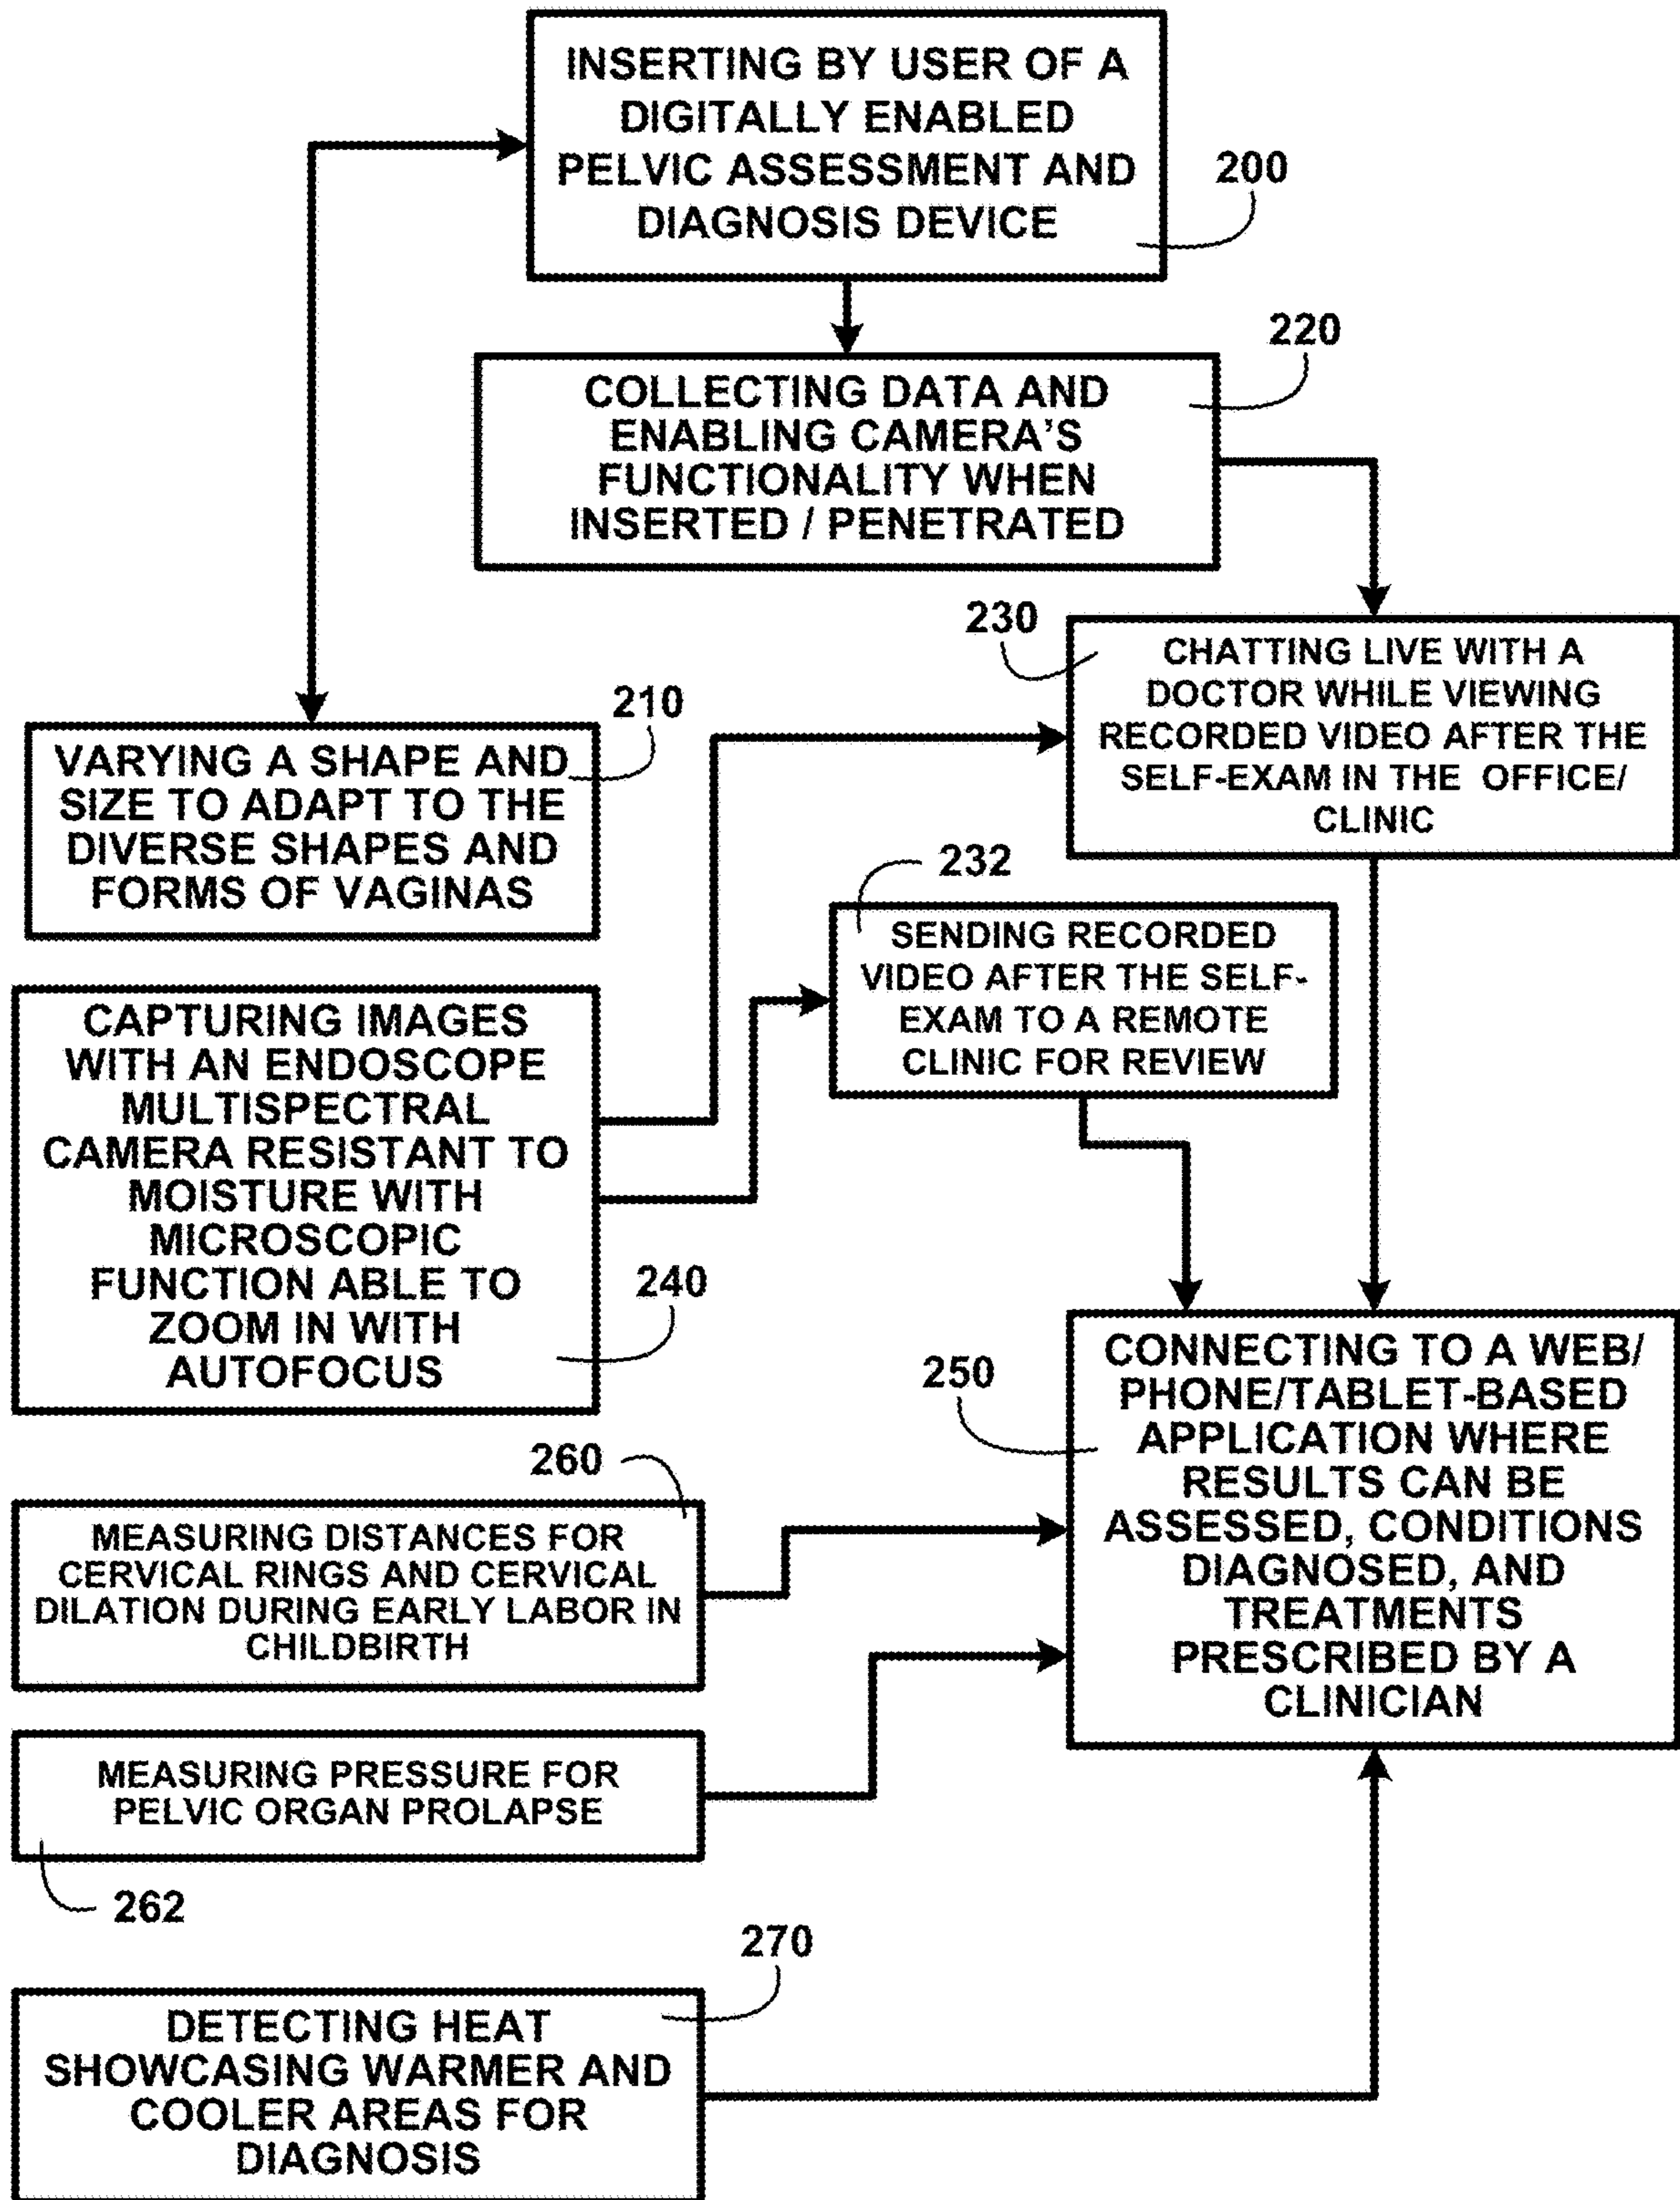 INSERTING BY USER OF A
DIGITALLY ENABLED
PELVIC ASSESSMENT AND
DIAGNOSIS DEVICE
200
220
COLLECTING DATA AND
ENABLING CAMERA'S
FUNCTIONALITY WHEN
INSERTED / PENETRATED
230
CHATTING LIVE WITH A
DOCTOR WHILE VIEWING
RECORDED VIDEO AFTER THE
SELF-EXAM IN THE OFFICE/
CLINIC
210
VARYING A SHAPE AND
SIZE TO ADAPT TO THE
DIVERSE SHAPES AND
FORMS OF VAGINAS
232
SENDING RECORDED
VIDEO AFTER THE SELF-
EXAM TO A REMOTE
CLINIC FOR REVIEW
CAPTURING IMAGES
WITH AN ENDOSCOPE
MULTISPECTRAL
CAMERA RESISTANT TO
MOISTURE WITH
MICROSCOPIC
FUNCTION ABLE TO
ZOOM IN WITH
AUTOFOCUS
240
250
CONNECTING TO A WEB/
PHONE/TABLET-BASED
APPLICATION WHERE
RESULTS CAN BE
ASSESSED, CONDITIONS
DIAGNOSED, AND
TREATMENTS
PRESCRIBED BY A
CLINICIAN
260
MEASURING DISTANCES FOR
CERVICAL RINGS AND CERVICAL
DILATION DURING EARLY LABOR IN
CHILDBIRTH
MEASURING PRESSURE FOR
PELVIC ORGAN PROLAPSE
262
270
DETECTING HEAT
SHOWCASING WARMER AND
COOLER AREAS FOR
DIAGNOSIS